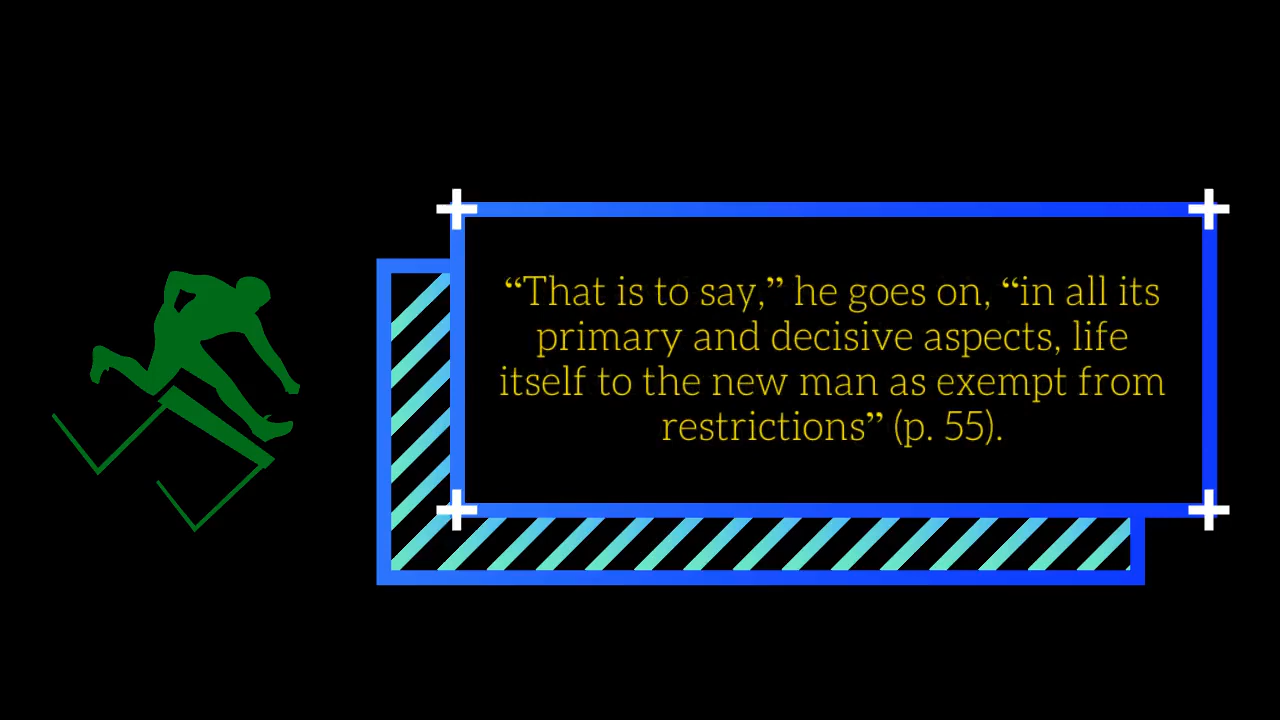 “That is to say,” he goes on, “in all its
primary and decisive aspects, life
itself to the new man as exempt from
restrictions” (p. 55).